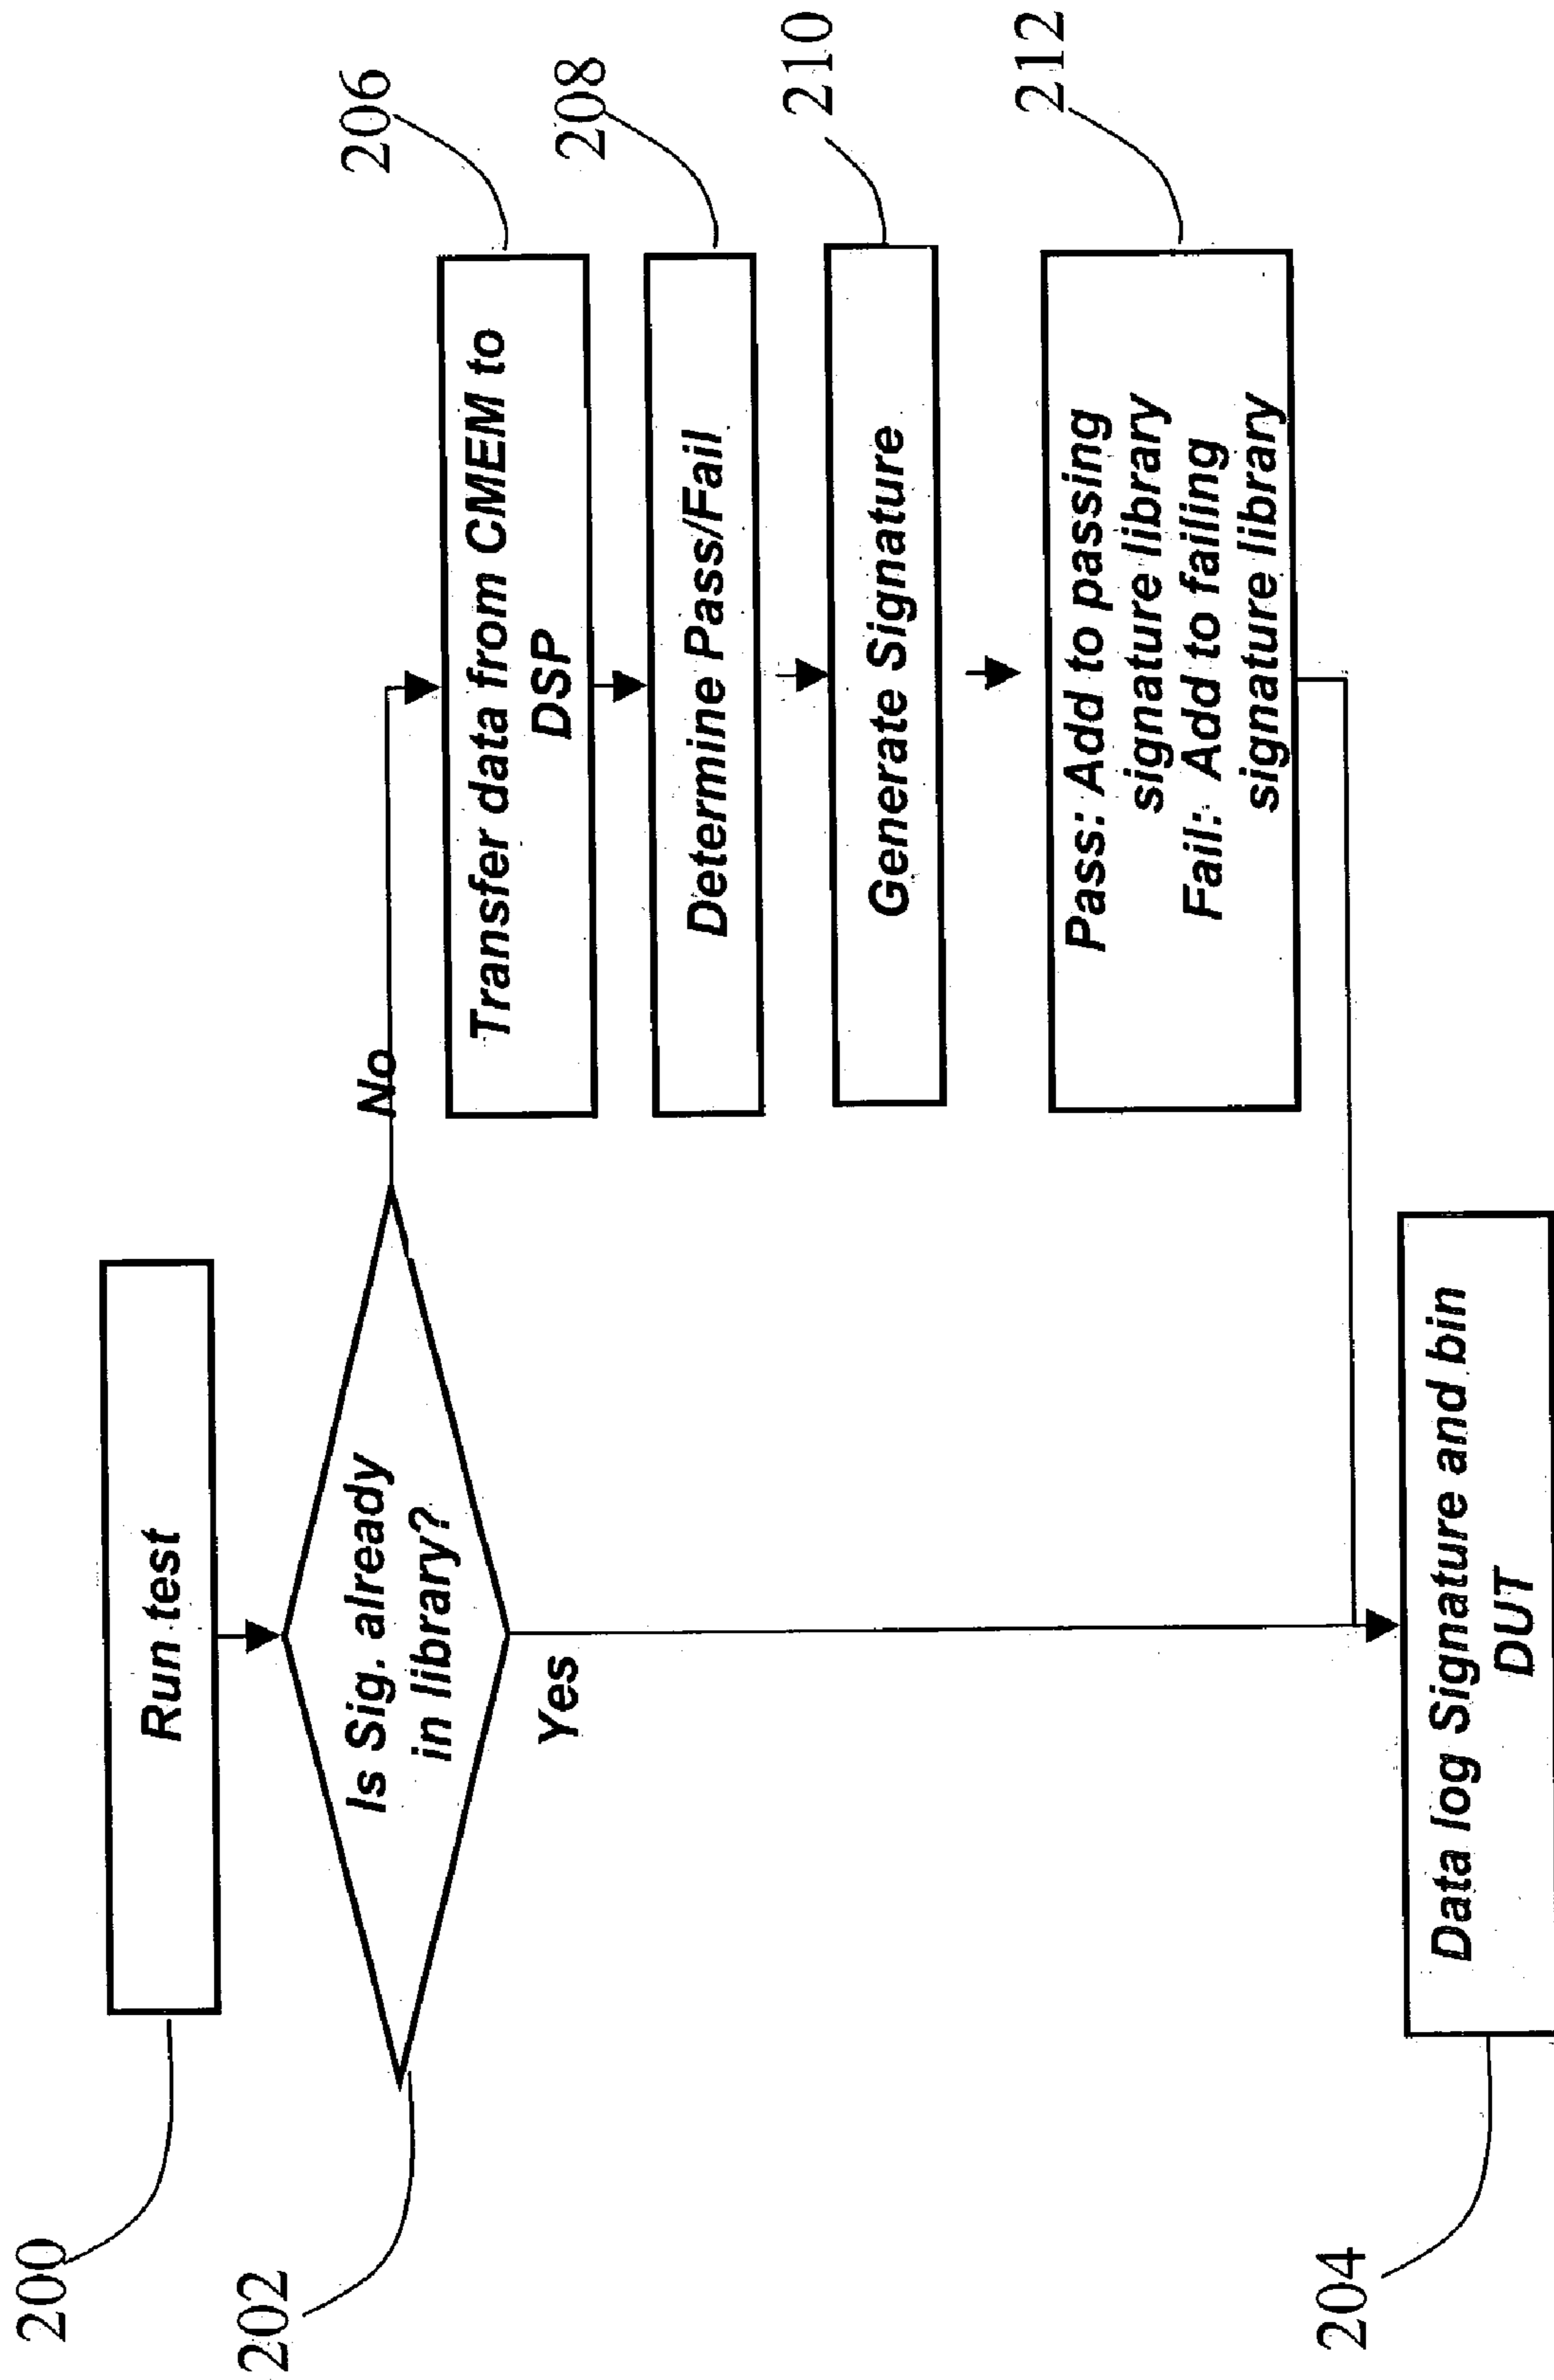 200
Run test
202
Is Sig. already
in library?
No
Yes
206
Transfer data from CMEM to
DSP
208
Determine Pass/Fail
210
Generate Signature
212
Pass: Add to passing
signature library
Fail: Add to failing
signature library
204
Data log Signature and bin
DUT